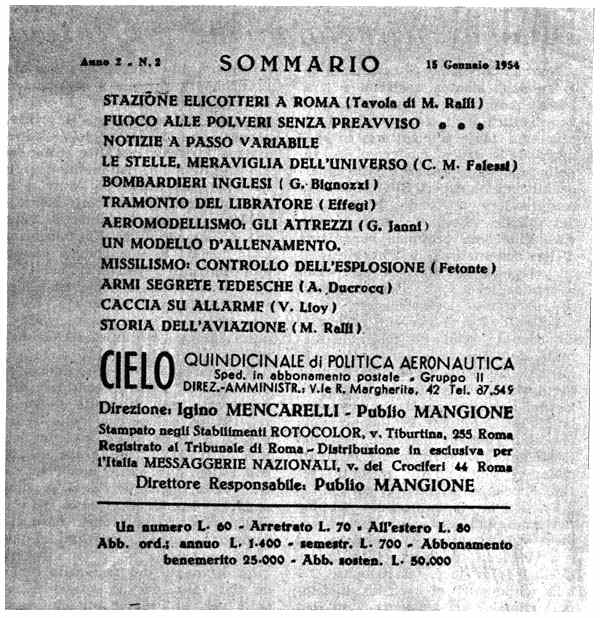 Anno 2 - N. 2 SOMMARIO 15 Gennaio 1954
STAZIONE ELICOTTERI A ROMA (Tavola di M. Ralli)
FUOCO ALLE POLVERI SENZA PREAVVISO • • •
NOTIZIE A PASSO VARIABILE
LE STELLE, MERAVIGLIA DELL'UNIVERSO (C. M. Falessi)
BOMBARDIERI INGLESI ( G. Bignozzi )
TRAMONTO DEL LIBRATORE ( Effegi )
AEROMODELLISMO: GLI ATTREZZI ( G. Janni )
UN MODELLO D'ALLENAMENTO.
MISSILISMO: CONTROLLO DELL'ESPLOSIONE ( Fetonte )
ARMI SEGRETE TEDESCHE ( A. Ducrocq )
CACCIA SU ALLARME ( V. Lioy )
STORIA DELL'AVIAZIONE ( M. Ralli )
CIELO QUINDICINALE di POLITICA AERONAUTICA
Sped. in abbonamento postale - Gruppo II
DIREZ.-AMMINISTR.: V.le R. Margherita, 42 Tel. 87.549
Direzione: Igino MENCARELLI - Publio MANGIONE
Stampato negli Stabilimenti ROTOCOLOR, v. Tiburtina, 255 Roma
Registrato al Tribunale di Roma - Distribuzione in esclusiva per
l'Italia MESSAGGERIE NAZIONALI, v. dei Crociferi 44 Roma
Direttore Responsabile: Publio MANGIONE
Un numero L. 60 - Arretrato L. 70 - All'estero L. 80
Abb. ord.: annuo L. 1.400 - semestr. L. 700 - Abbonamento
benemerito 25.000 - Abb. sosten. L. 50.000